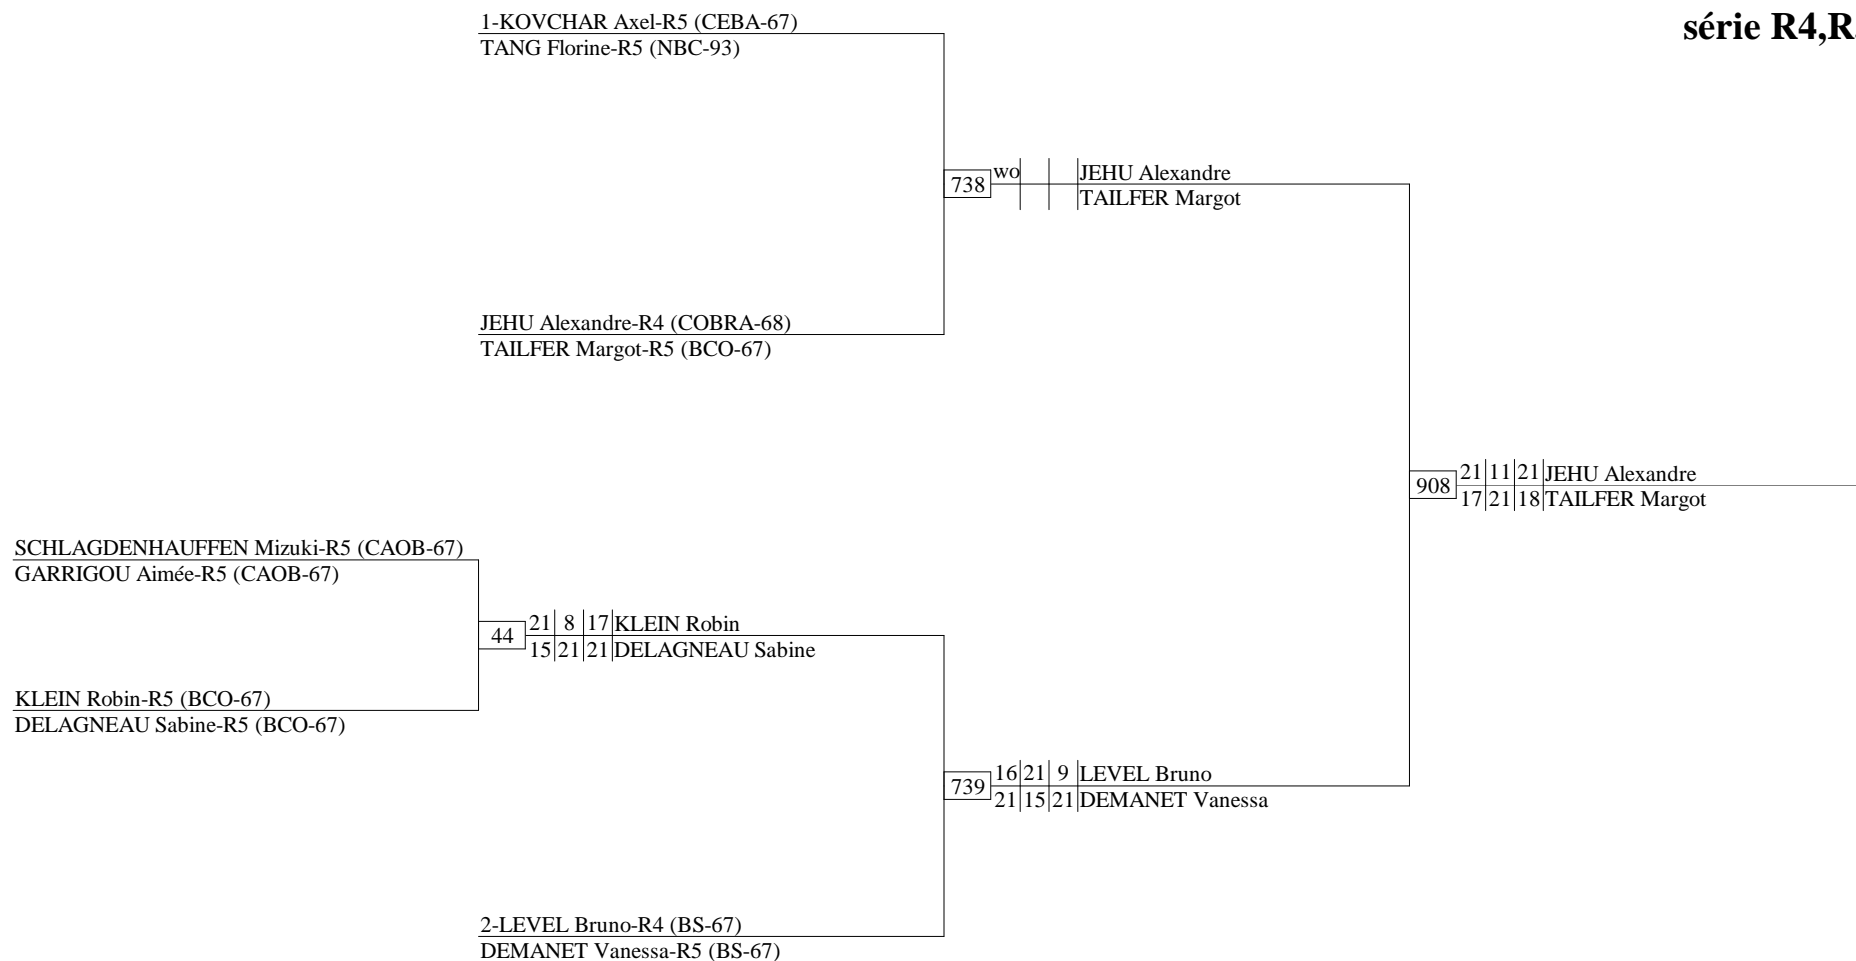 1-KOVCHAR Axel-R5 (CEBA-67)
TANG Florine-R5 (NBC-93)
série R4,R
738
wo
JEHU Alexandre
TAILFER Margot
JEHU Alexandre-R4 (COBRA-68)
TAILFER Margot-R5 (BCO-67)
908
21 11 21 JEHU Alexandre
17 21 18 TAILFER Margot
SCHLAGDENHAUFFEN Mizuki-R5 (CAOB-67)
GARRIGOU Aimée-R5 (CAOB-67)
44
21 8 17 KLEIN Robin
15 21 21 DELAGNEAU Sabine
KLEIN Robin-R5 (BCO-67)
DELAGNEAU Sabine-R5 (BCO-67)
739
16 21 9 LEVEL Bruno
21 15 21 DEMANET Vanessa
2-LEVEL Bruno-R4 (BS-67)
DEMANET Vanessa-R5 (BS-67)